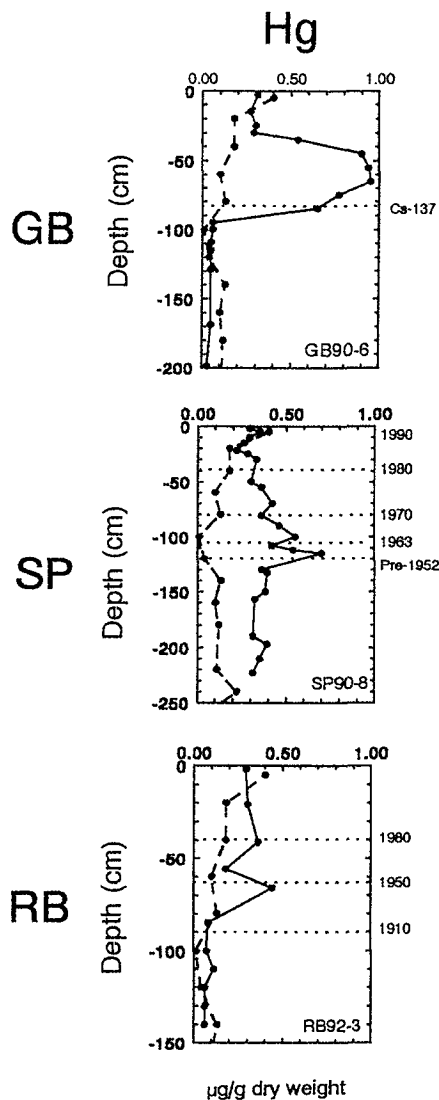 Hg
0.00 0.50 1.00
0
-50
-100
-150
-200
GB
Depth (cm)
Cs-137
GB90-6
0.00 0.50 1.00
0
-50
-100
-150
-200
-250
SP
Depth (cm)
1990
1980
1970
1963
Pre-1952
SP90-8
0.00 0.50 1.00
0
-50
-100
-150
RB
Depth (cm)
1980
1950
1910
RB92-3
µg/g dry weight